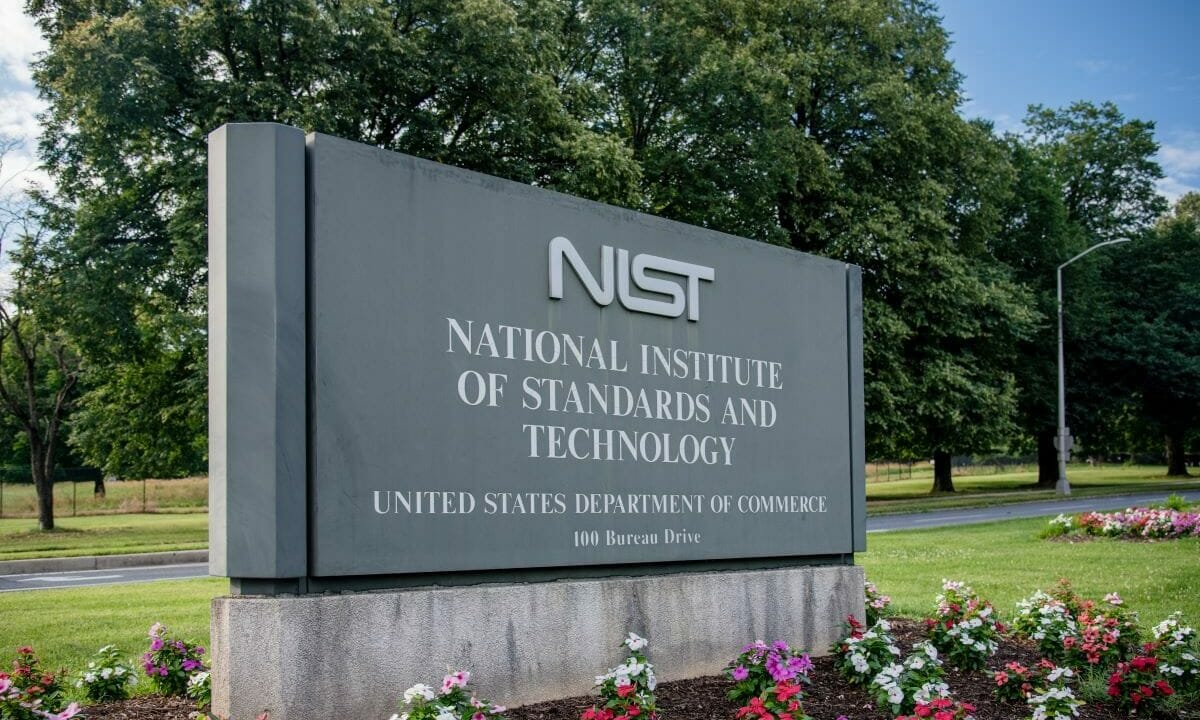 NIST
NATIONAL INSTITUTE
OF STANDARDS AND
TECHNOLOGY
UNITED STATES DEPARTMENT OF COMMERCE
100 Bureau Drive